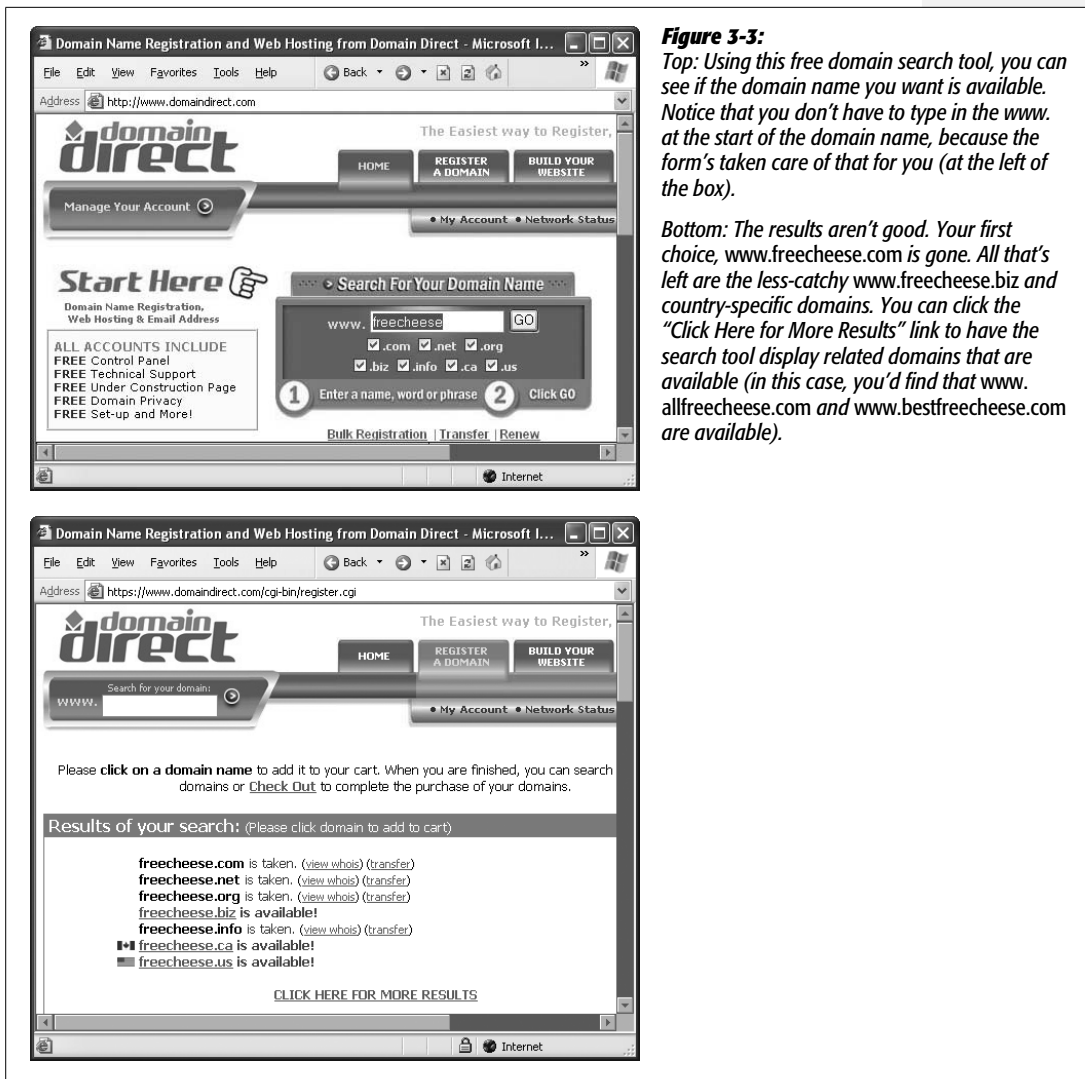 Domain Name Registration and Web Hosting from Domain Direct - Microsoft I...
File Edit View Favorites Tools Help Back »
Address http://www.domaindirect.com
domain direct
The Easiest way to Register,
HOME REGISTER A DOMAIN BUILD YOUR WEBSITE
Manage Your Account
• My Account • Network Status
Start Here
Domain Name Registration,
Web Hosting & Email Address
ALL ACCOUNTS INCLUDE
FREE Control Panel
FREE Technical Support
FREE Under Construction Page
FREE Domain Privacy
FREE Set-up and More!
Search For Your Domain Name
www. freecheese GO
.com .net .org
.biz .info .ca .us
1 Enter a name, word or phrase 2 Click GO
Bulk Registration | Transfer | Renew
Internet
Figure 3-3:
Top: Using this free domain search tool, you can
see if the domain name you want is available.
Notice that you don't have to type in the www.
at the start of the domain name, because the
form's taken care of that for you (at the left of
the box).
Bottom: The results aren't good. Your first
choice, www.freecheese.com is gone. All that's
left are the less-catchy www.freecheese.biz and
country-specific domains. You can click the
“Click Here for More Results” link to have the
search tool display related domains that are
available (in this case, you'd find that www.
allfreecheese.com and www.bestfreecheese.com
are available).
Domain Name Registration and Web Hosting from Domain Direct - Microsoft I...
File Edit View Favorites Tools Help Back »
Address https://www.domaindirect.com/cgi-bin/register.cgi
domain direct
The Easiest way to Register,
HOME REGISTER A DOMAIN BUILD YOUR WEBSITE
Search for your domain:
www.
• My Account • Network Status
Please click on a domain name to add it to your cart. When you are finished, you can search
domains or Check Out to complete the purchase of your domains.
Results of your search: (Please click domain to add to cart)
freecheese.com is taken. (view whois) (transfer)
freecheese.net is taken. (view whois) (transfer)
freecheese.org is taken. (view whois) (transfer)
freecheese.biz is available!
freecheese.info is taken. (view whois) (transfer)
freecheese.ca is available!
freecheese.us is available!
CLICK HERE FOR MORE RESULTS
Internet